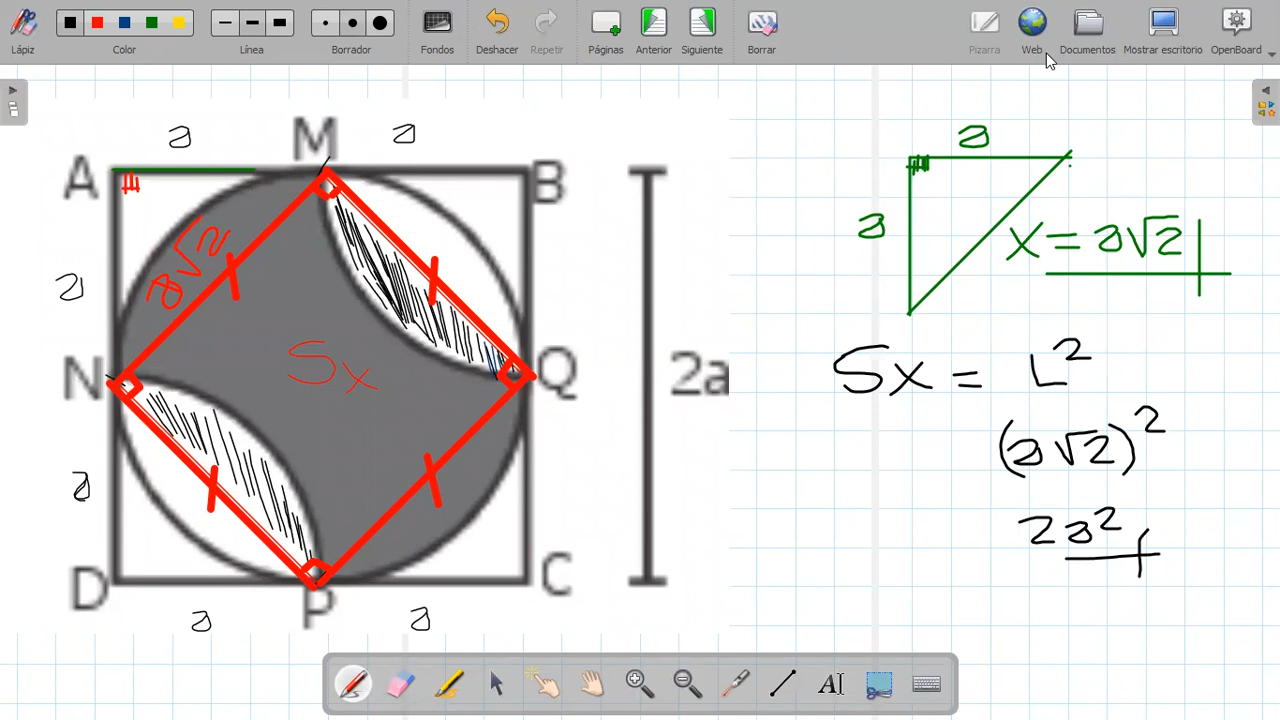 Lápiz
Color
Línea
Borrador
Fondos
Deshacer
Repetir
Páginas
Anterior
Siguiente
Borrar
Pizarra
Web
Documentos
Mostrar escritorio
OpenBoard
a a
A M B
a a√2
N Sx Q
2a
a
D P C
a a
a
a x = a√2
Sx = L²
(a√2)²
2a²
AI